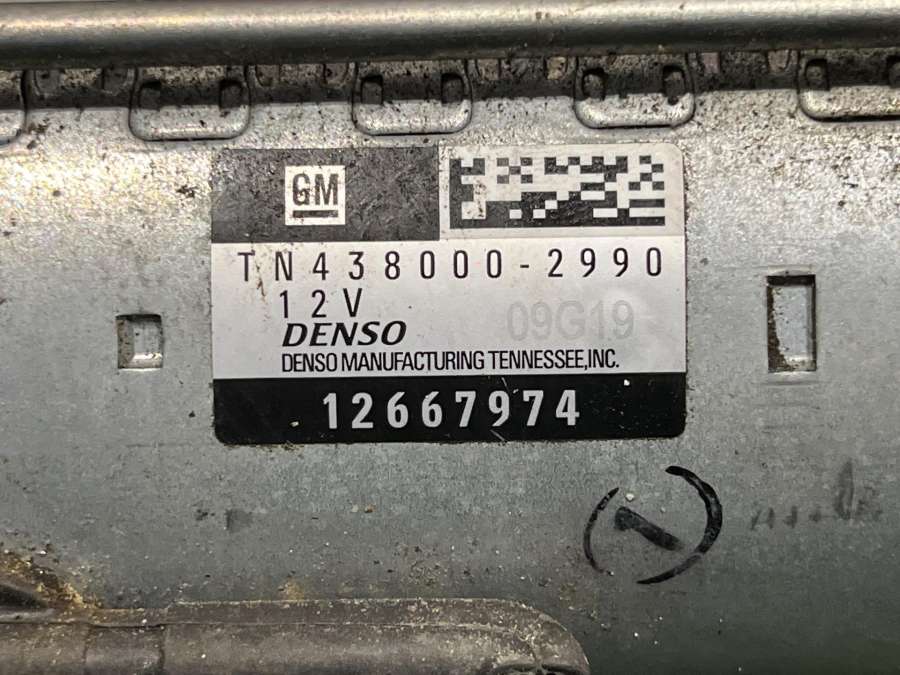 GM
TN438000-2990
12V
DENSO 09G19
DENSO MANUFACTURING TENNESSEE,INC.
12667974